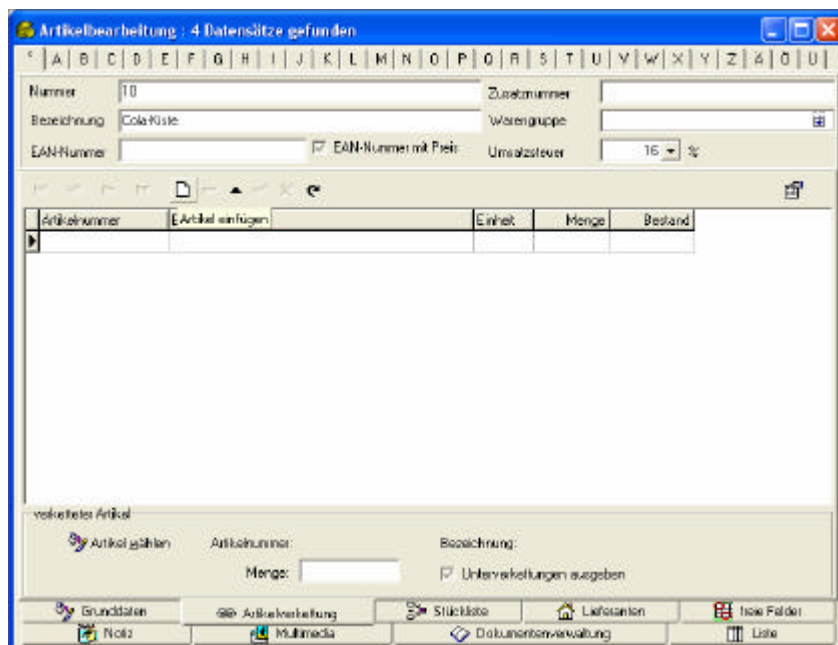 Artikelbearbeitung : 4 Datensätze gefunden
* A B C D E F G H I J K L M N O P Q R S T U V W X Y Z Ä Ö Ü
Nummer 10 Zusatznummer
Bezeichnung Cola-Kiste Warengruppe
EAN-Nummer EAN-Nummer mit Preis Umsatzsteuer 16 %
Artikelnummer Artikel einfügen Einheit Menge Bestand
verketteter Artikel
Artikel wählen Artikelnummer: Bezeichnung:
Menge: Unterverkettungen ausgeben
Grunddaten Artikelverkettung Stückliste Lieferanten freie Felder
Notiz Multimedia Dokumentenverwaltung Liste